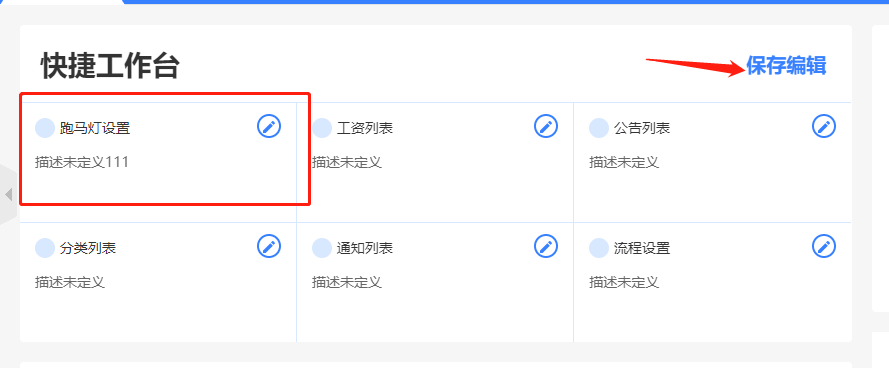 快捷工作台 保存编辑
跑马灯设置 工资列表 公告列表
描述未定义111 描述未定义 描述未定义
分类列表 通知列表 流程设置
描述未定义 描述未定义 描述未定义